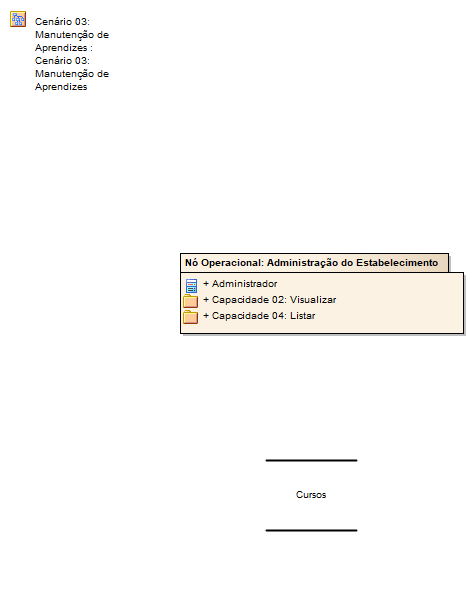 Cenário 03:
Manutenção de
Aprendizes :
Cenário 03:
Manutenção de
Aprendizes
Nó Operacional: Administração do Estabelecimento
+ Administrador
+ Capacidade 02: Visualizar
+ Capacidade 04: Listar
Cursos